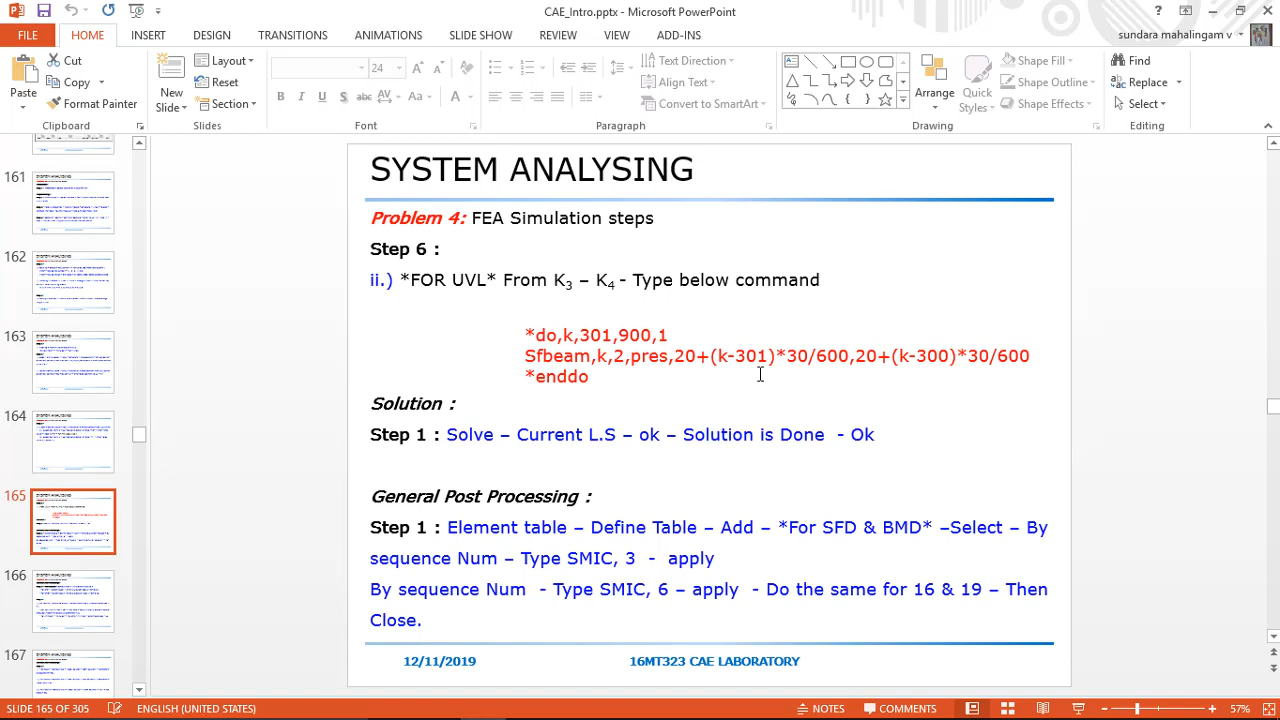 CAE_Intro.pptx - Microsoft PowerPoint
FILE HOME INSERT DESIGN TRANSITIONS ANIMATIONS SLIDE SHOW REVIEW VIEW ADD-INS sundara mahalingam v
Paste
Cut
Copy
Format Painter
Clipboard
New Slide
Layout
Reset
Section
Slides
24
B I U S abc AV Aa A
Font
Text Direction
Align Text
Convert to SmartArt
Paragraph
Arrange
Quick Styles
Shape Fill
Shape Outline
Shape Effects
Drawing
Find
Replace
Select
Editing
161
162
163
164
165
166
167
SYSTEM ANALYSING
Problem 4: FEA Simulation steps
Step 6 :
ii.) *FOR UVL From K3 – K4 - Type below command
*do,k,301,900,1
Sfbeam,k,2,pres,20+(k-301)*30/600,20+(k-300)*30/600
*enddo
Solution :
Step 1 : Solve – Current L.S – ok – Solution is Done - Ok
General Post Processing :
Step 1 : Element table – Define Table – Add – *For SFD & BMD* –Select – By
sequence Num – Type SMIC, 3 - apply
By sequence Num - Type SMIC, 6 – apply - Do the same for 16 & 19 – Then
Close.
12/11/2019 16MT323 CAE LABORATORY
SLIDE 165 OF 305 ENGLISH (UNITED STATES) NOTES COMMENTS 57%